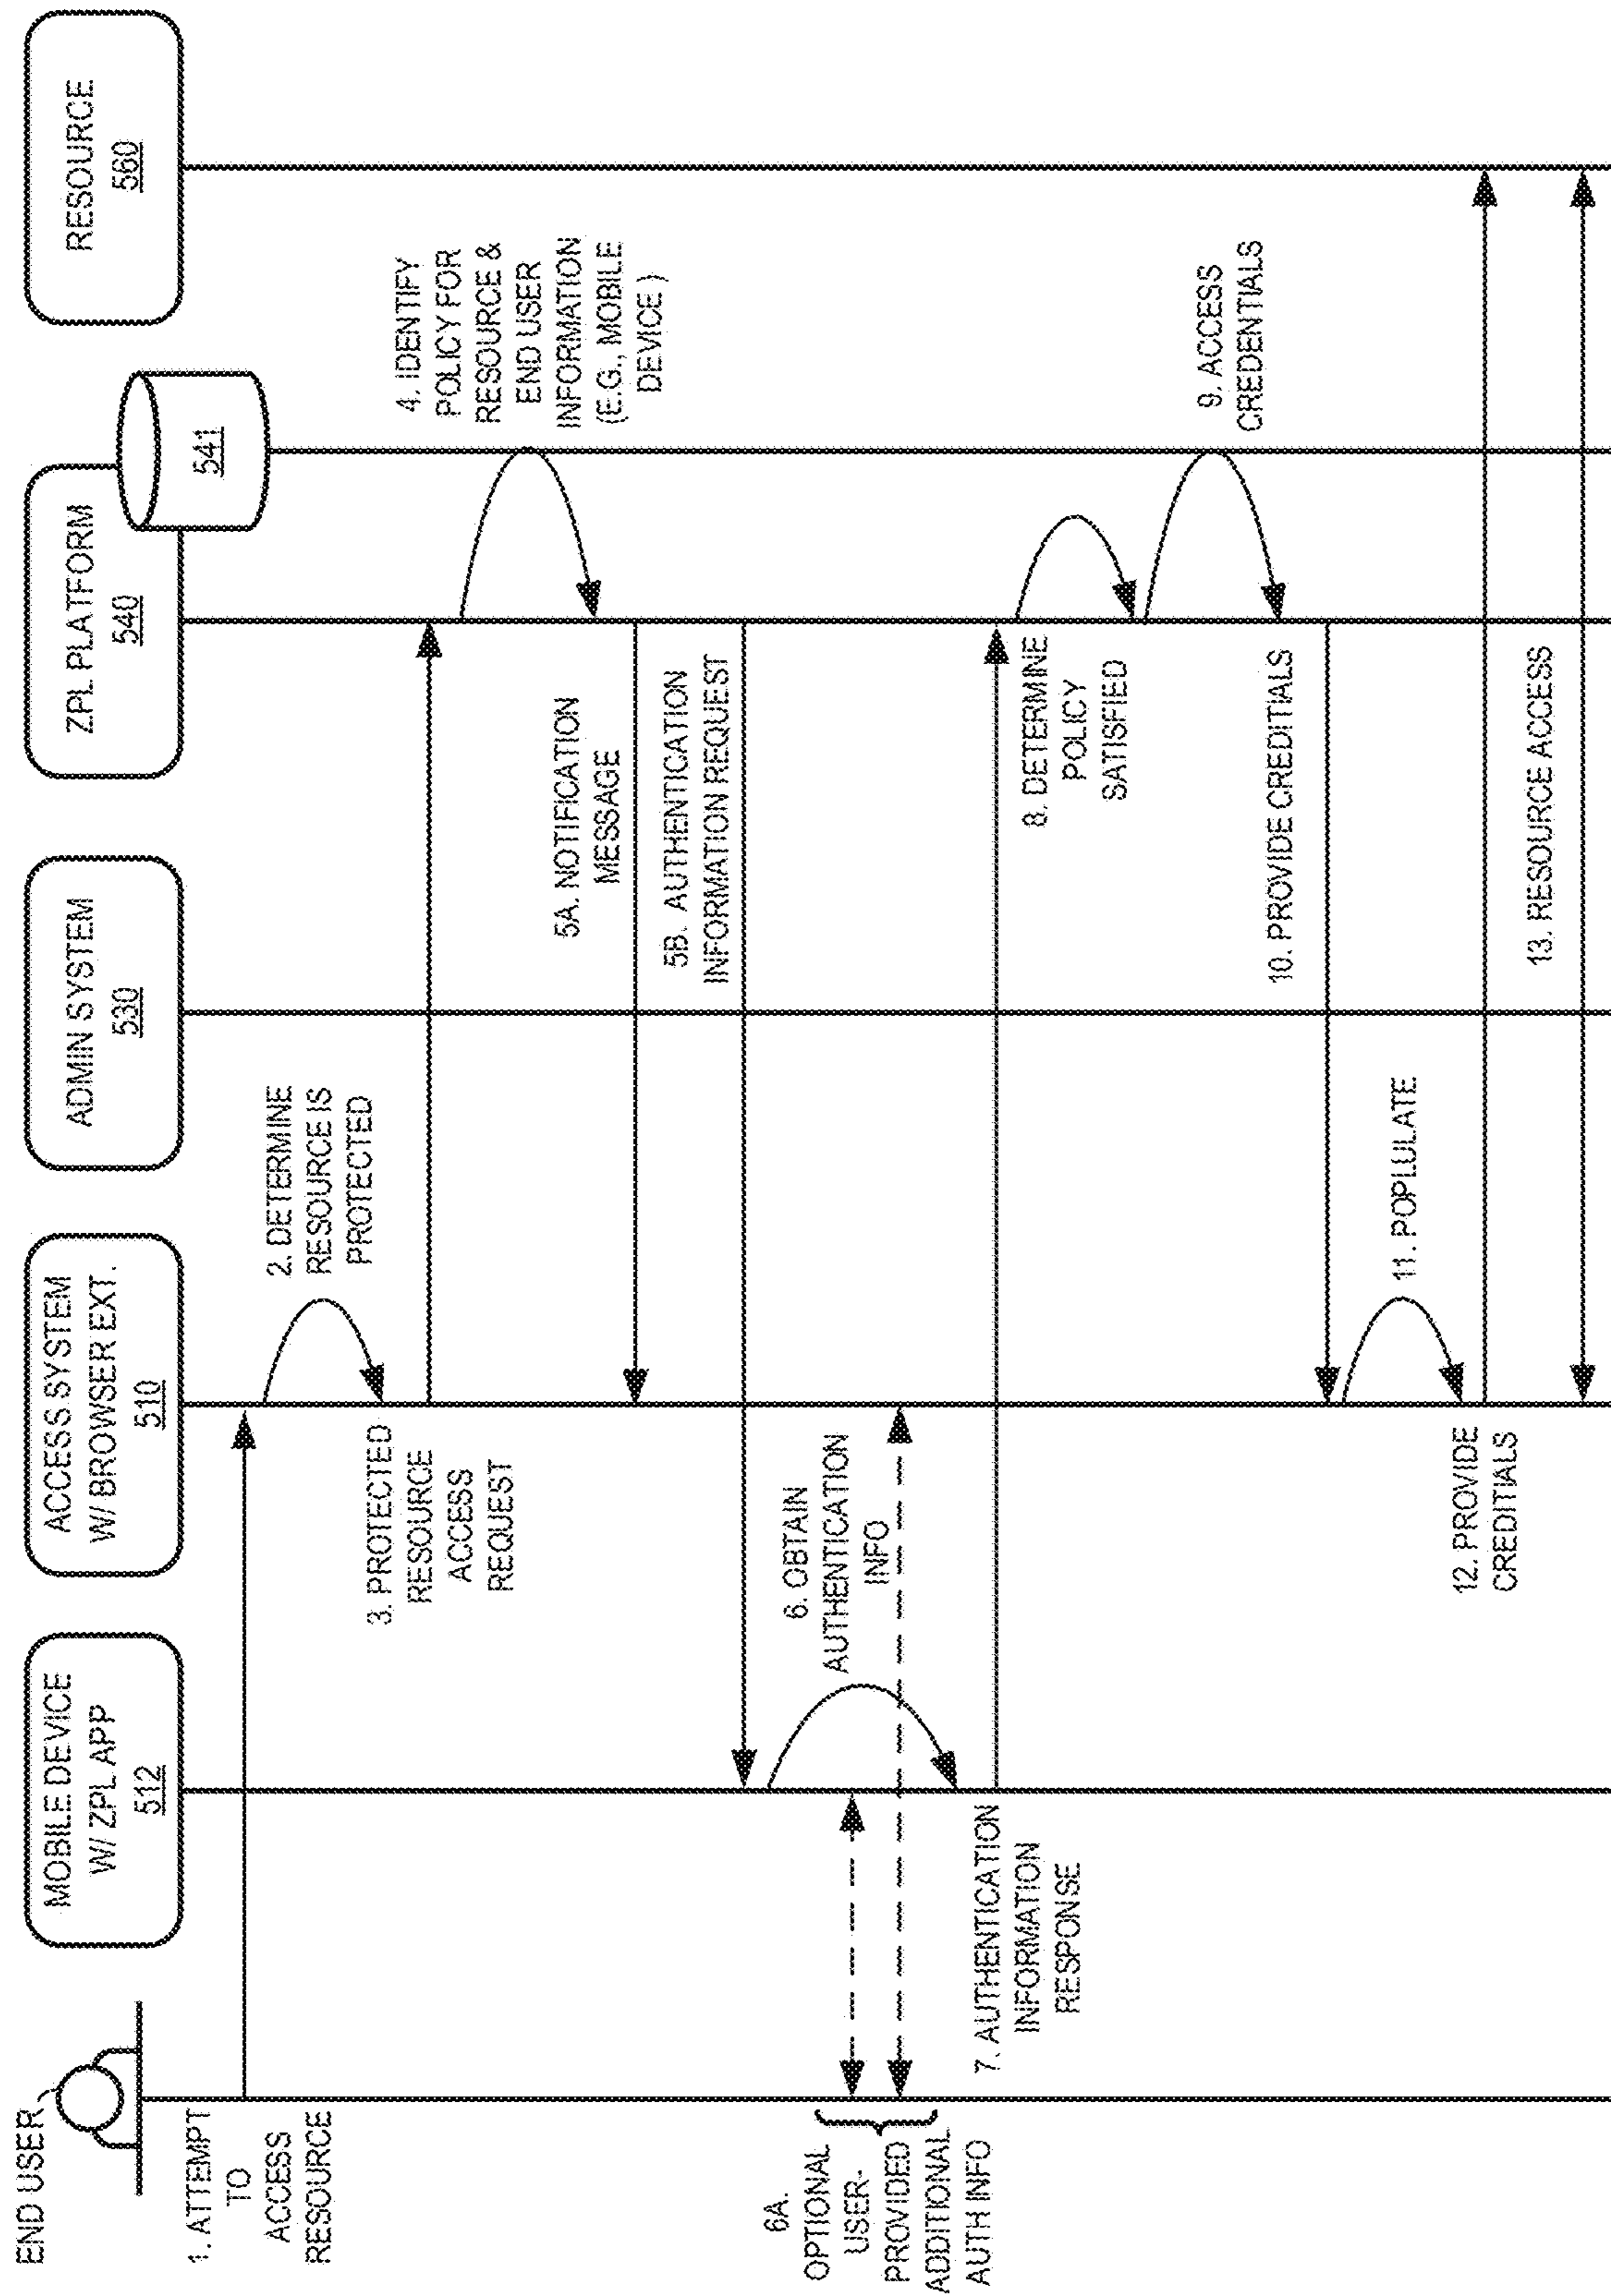 END USER
MOBILE DEVICE
W/ ZPL APP
512
ACCESS SYSTEM
W/ BROWSER EXT.
510
ADMIN SYSTEM
530
ZPL PLATFORM
540
541
RESOURCE
560
1. ATTEMPT
TO
ACCESS
RESOURCE
2. DETERMINE
RESOURCE IS
PROTECTED
3. PROTECTED
RESOURCE
ACCESS
REQUEST
4. IDENTIFY
POLICY FOR
RESOURCE &
END USER
INFORMATION
(E.G., MOBILE
DEVICE )
5A. NOTIFICATION
MESSAGE
5B. AUTHENTICATION
INFORMATION REQUEST
6. OBTAIN
AUTHENTICATION
INFO
6A.
OPTIONAL
USER-
PROVIDED
ADDITIONAL
AUTH INFO
7. AUTHENTICATION
INFORMATION
RESPONSE
8. DETERMINE
POLICY
SATISFIED
9. ACCESS
CREDENTIALS
10. PROVIDE CREDITIALS
11. POPLULATE
12. PROVIDE
CREDITIALS
13. RESOURCE ACCESS